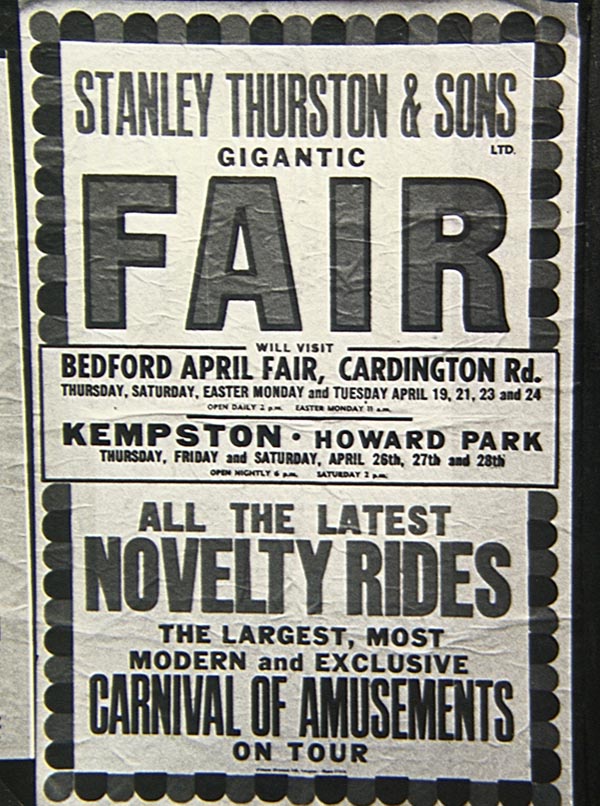 STANLEY THURSTON & SONS
LTD.
GIGANTIC
FAIR
WILL VISIT
BEDFORD APRIL FAIR, CARDINGTON Rd.
THURSDAY, SATURDAY, EASTER MONDAY and TUESDAY APRIL 19, 21, 23 and 24
OPEN DAILY 2 p.m. EASTER MONDAY 11 a.m.
KEMPSTON • HOWARD PARK
THURSDAY, FRIDAY and SATURDAY, APRIL 26th, 27th and 28th
OPEN NIGHTLY 6 p.m. SATURDAY 2 p.m.
ALL THE LATEST
NOVELTY RIDES
THE LARGEST, MOST
MODERN and EXCLUSIVE
CARNIVAL OF AMUSEMENTS
ON TOUR